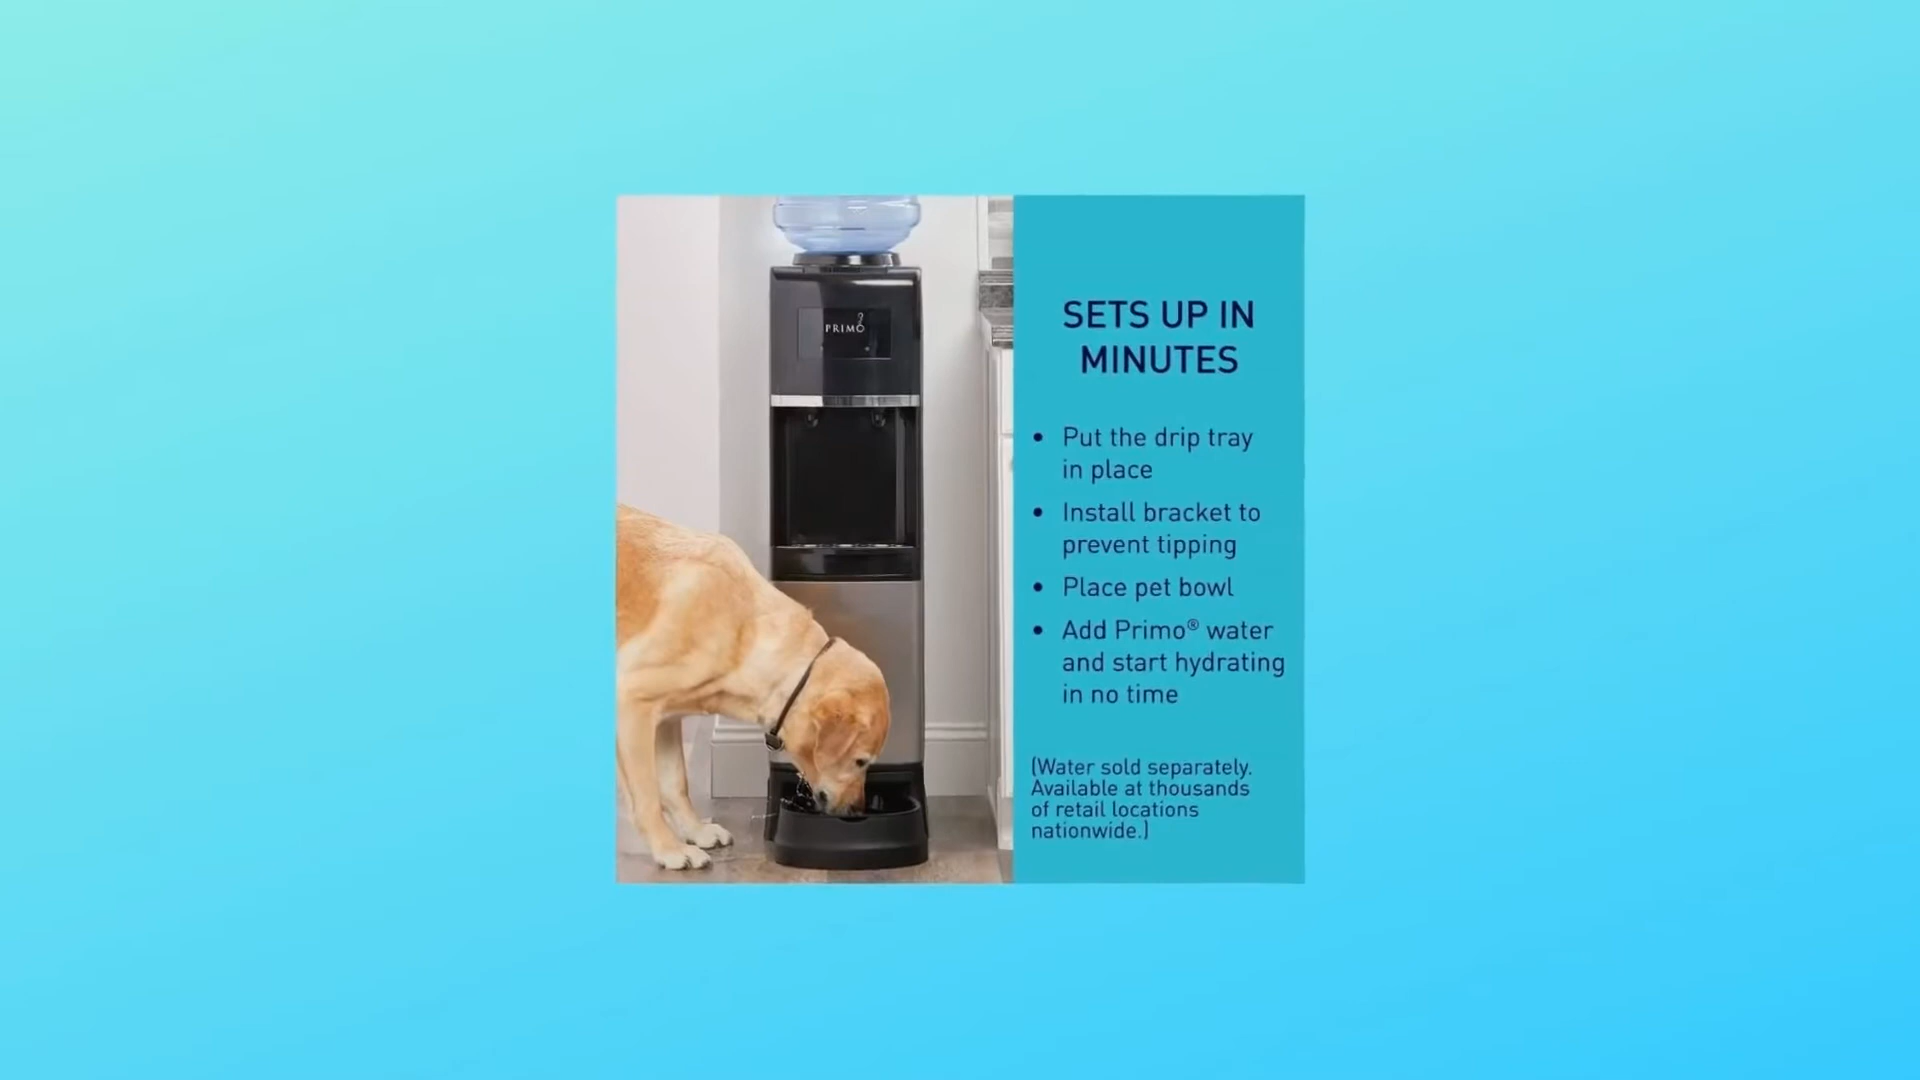 PRIMO
SETS UP IN
MINUTES
• Put the drip tray
in place
• Install bracket to
prevent tipping
• Place pet bowl
• Add Primo® water
and start hydrating
in no time
(Water sold separately.
Available at thousands
of retail locations
nationwide.)